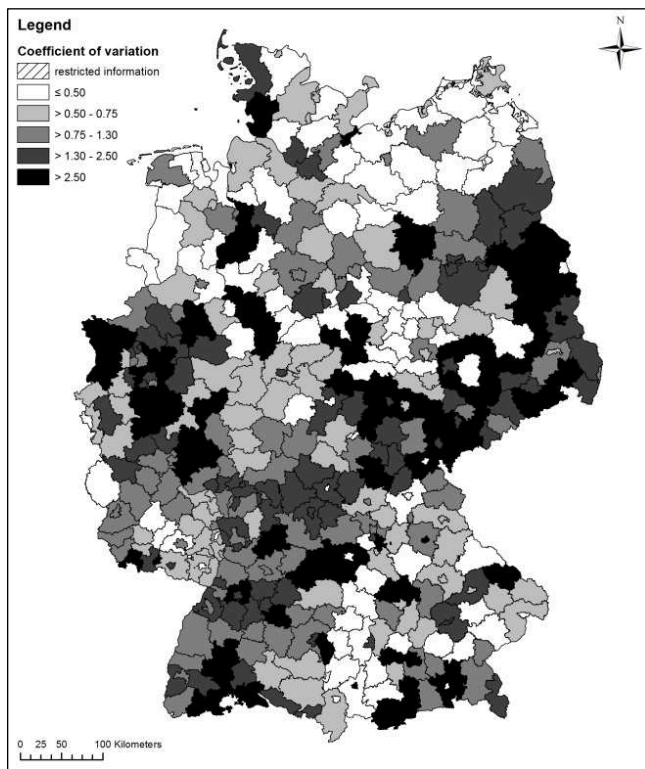 Legend
N
Coefficient of variation
restricted information
≤ 0.50
> 0.50 - 0.75
> 0.75 - 1.30
> 1.30 - 2.50
> 2.50
0 25 50 100 Kilometers